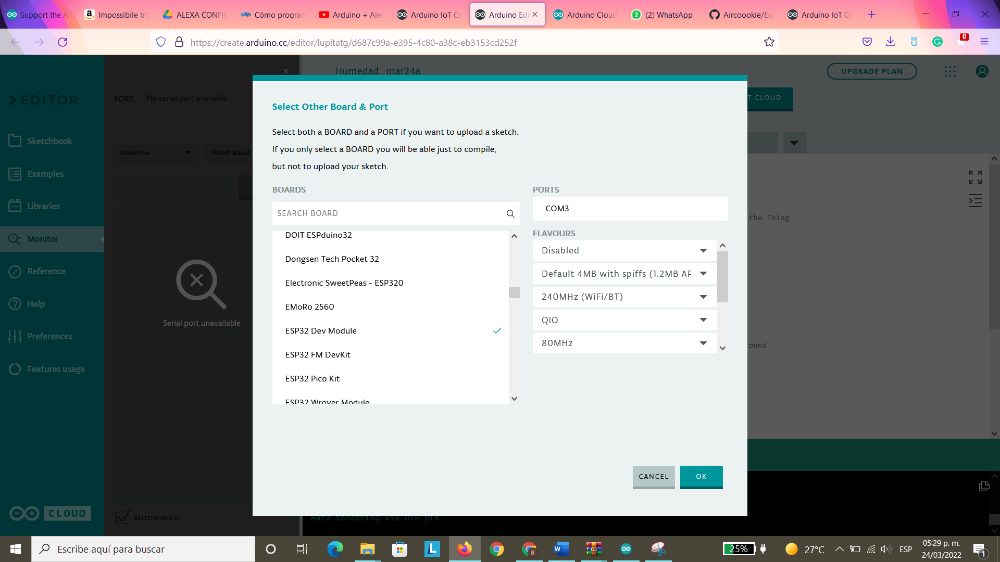 Support the Ar
Impossibile tro
ALEXA CONFIG
Cómo program
Arduino + Alex
Arduino IoT Cl
Arduino Edi
Arduino Cloud
(2) WhatsApp
Aircoookie/Esp
Arduino IoT Cl
https://create.arduino.cc/editor/lupitatg/d687c99a-e395-4c80-a38c-eb3153cd252f
0
Humedad_mar24a
UPGRADE PLAN
EDITOR
PORT:
No serial port available
T CLOUD
Select Other Board & Port
Select both a BOARD and a PORT if you want to upload a sketch.
If you only select a BOARD you will be able just to compile,
but not to upload your sketch.
Sketchbook
Newline
9600 baud
Examples
Libraries
Monitor
Reference
Help
Preferences
Features usage
Serial port unavailable
BOARDS
SEARCH BOARD
DOIT ESPduino32
Dongsen Tech Pocket 32
Electronic SweetPeas - ESP320
EMoRo 2560
ESP32 Dev Module
ESP32 FM DevKit
ESP32 Pico Kit
ESP32 Wrover Module
PORTS
COM3
FLAVOURS
Disabled
Default 4MB with spiffs (1.2MB AP
240MHz (WiFi/BT)
QIO
80MHz
the Thing
found
CANCEL
OK
CLOUD
AUTOSCROLL
Hard resetting via RTS pin...
Escribe aquí para buscar
25%
27°C
ESP
05:29 p. m.
24/03/2022
1